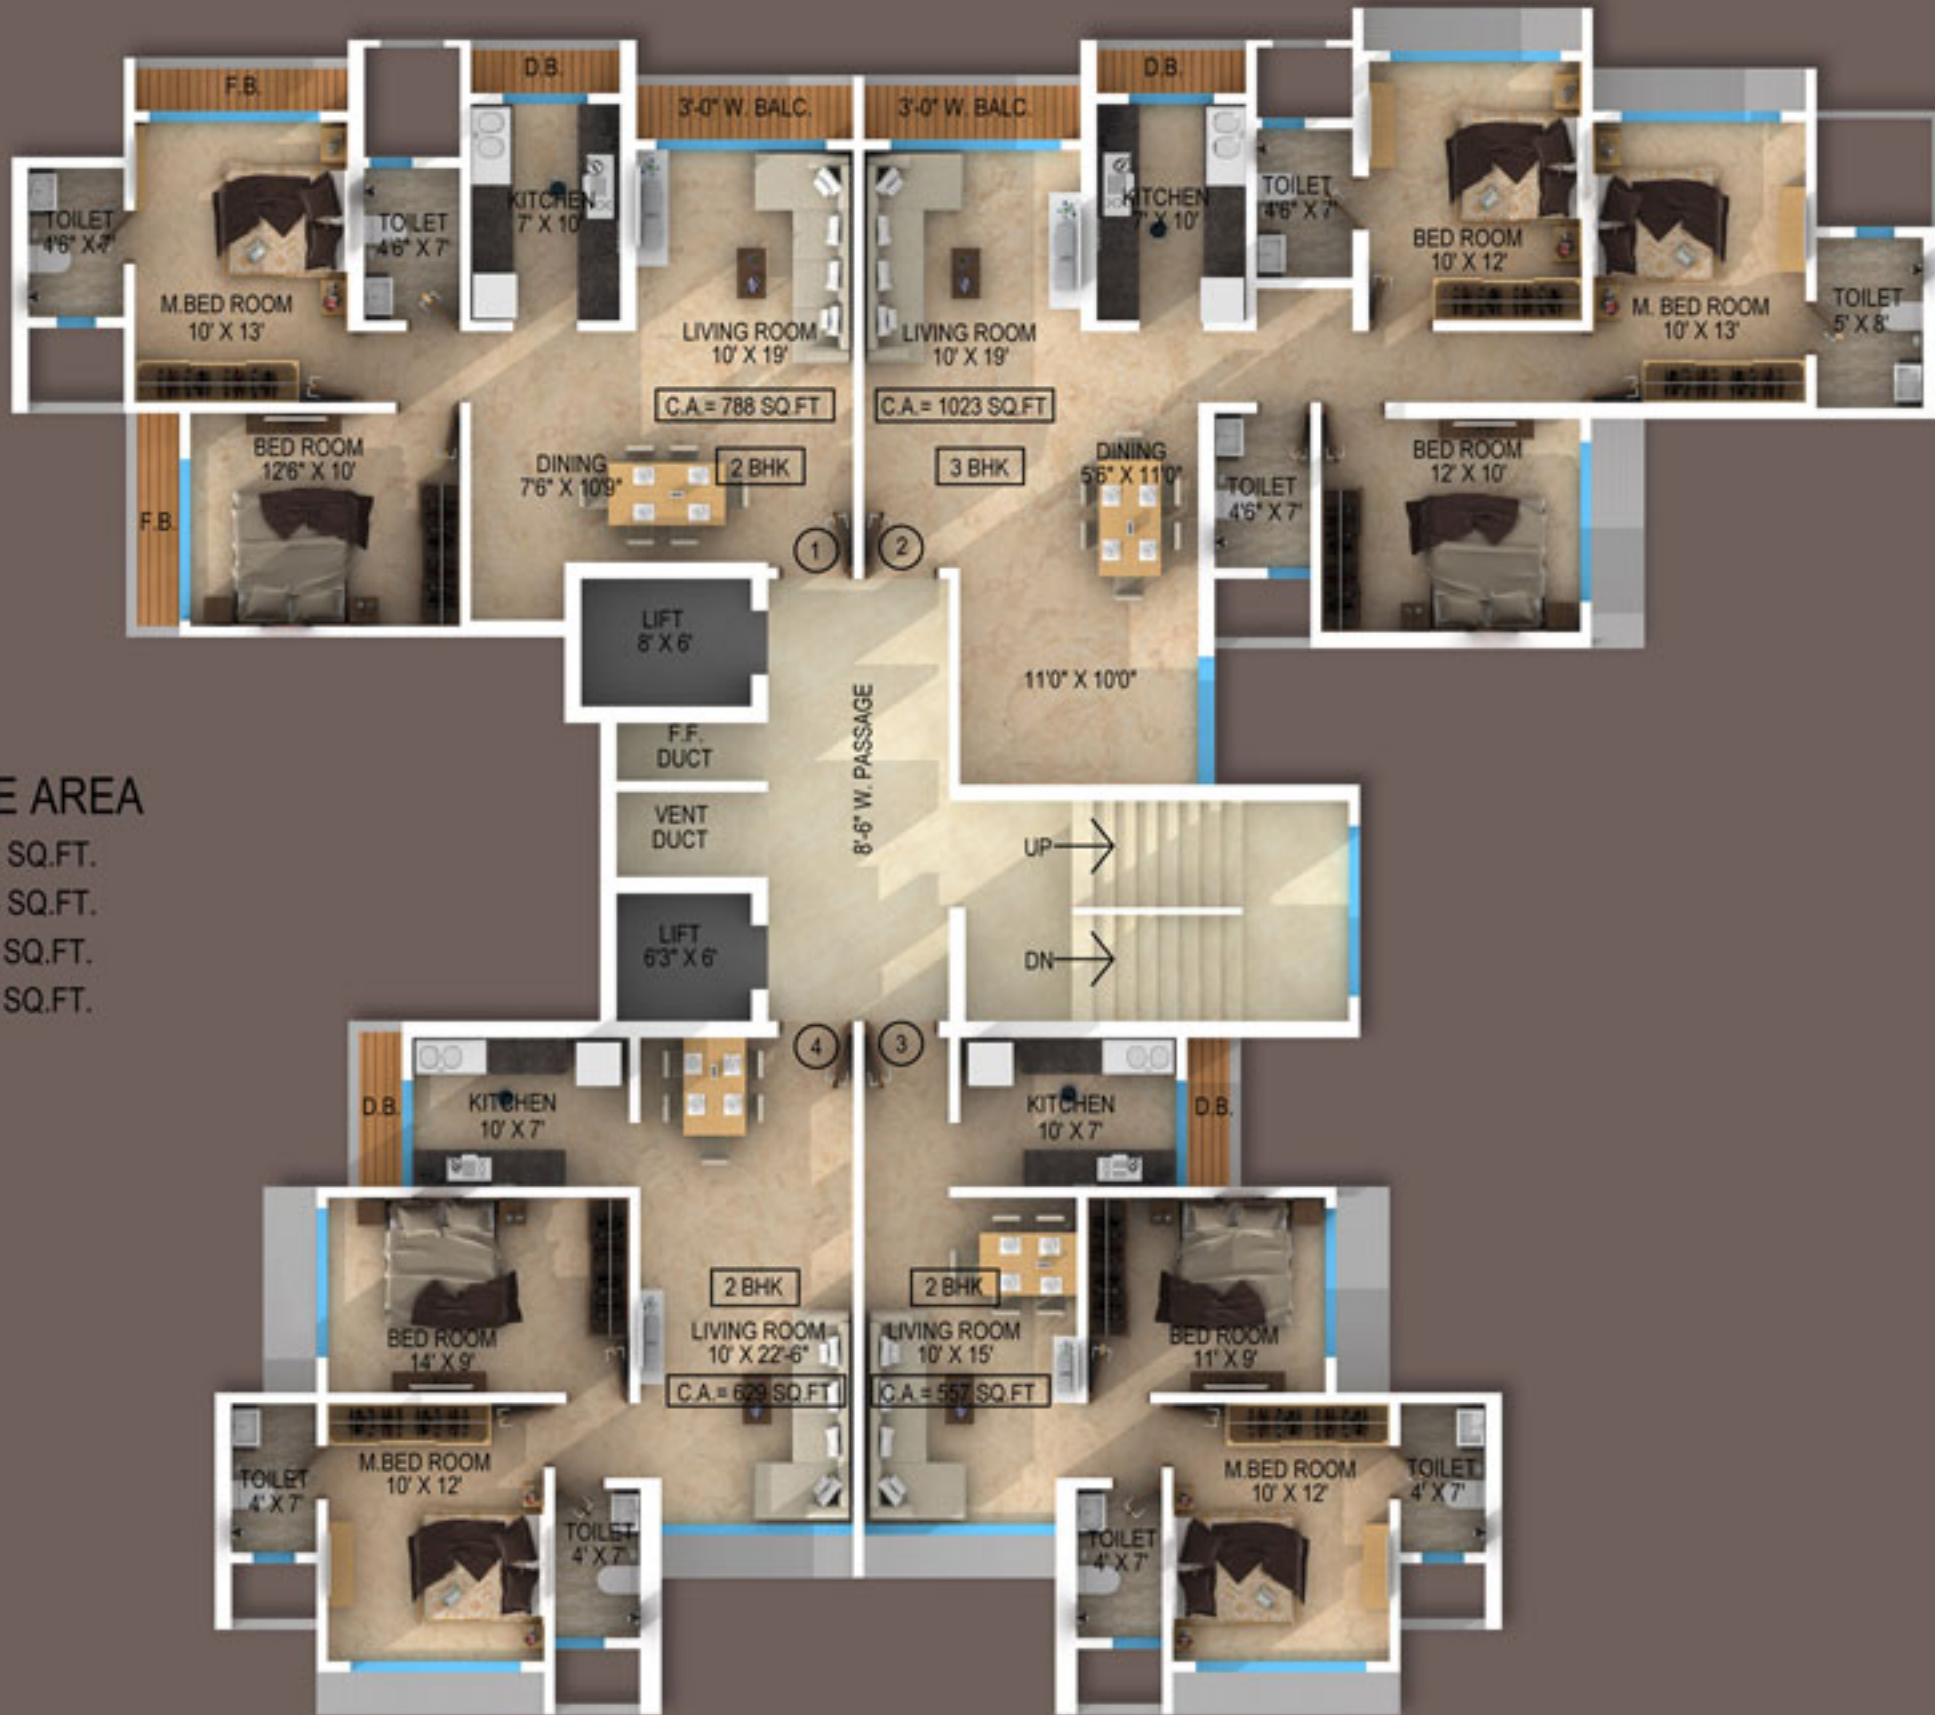 F.B.
D.B.
3'-0" W. BALC.
3'-0" W. BALC.
D.B.
TOILET
4'6" X 7'
M.BED ROOM
10' X 13'
TOILET
4'6" X 7'
KITCHEN
7' X 10'
LIVING ROOM
10' X 19'
LIVING ROOM
10' X 19'
KITCHEN
7' X 10'
TOILET
4'6" X 7'
BED ROOM
10' X 12'
M. BED ROOM
10' X 13'
TOILET
5' X 8'
C.A.= 788 SQ.FT
C.A.= 1023 SQ.FT
F.B.
BED ROOM
12'6" X 10'
DINING
7'6" X 10'9"
2 BHK
3 BHK
DINING
5'6" X 11'0"
TOILET
4'6" X 7'
BED ROOM
12' X 10'
1
2
LIFT
8' X 6'
11'0" X 10'0"
F.F.
DUCT
8'-6" W. PASSAGE
VENT
DUCT
UP
LIFT
6'3" X 6'
DN
E AREA
SQ.FT.
SQ.FT.
SQ.FT.
SQ.FT.
4
3
D.B.
KITCHEN
10' X 7'
KITCHEN
10' X 7'
D.B.
2 BHK
2 BHK
BED ROOM
14' X 9'
LIVING ROOM
10' X 22'-6"
LIVING ROOM
10' X 15'
BED ROOM
11' X 9'
C.A.= 629 SQ.FT
C.A.= 557 SQ.FT
TOILET
4' X 7'
M.BED ROOM
10' X 12'
TOILET
4' X 7'
TOILET
4' X 7'
M.BED ROOM
10' X 12'
TOILET
4' X 7'